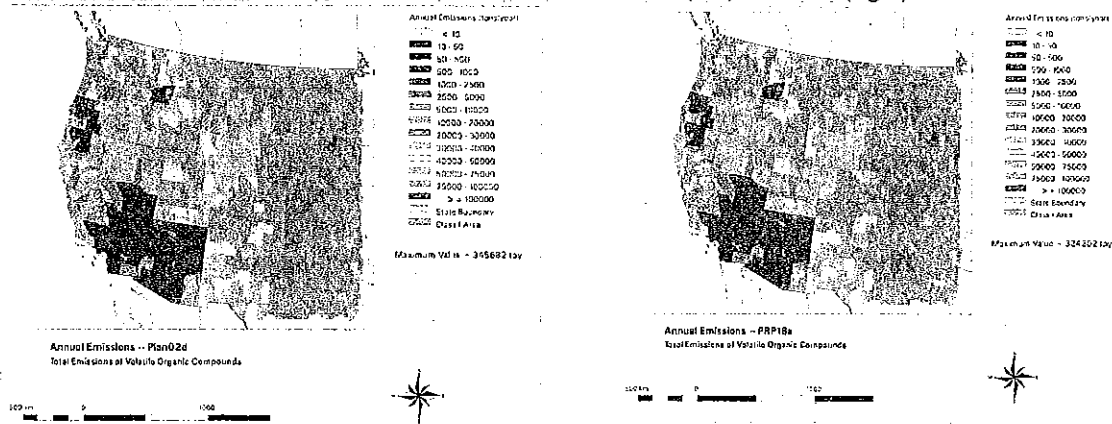 Annual Emissions (tons/year)
< 10
10 - 50
50 - 500
500 - 1000
1000 - 2500
2500 - 5000
5000 - 10000
10000 - 20000
20000 - 30000
30000 - 40000
40000 - 50000
50000 - 75000
75000 - 100000
> = 100000
State Boundary
Class I Area
Maximum Value = 345682 tpy
Annual Emissions -- Plan02d
Total Emissions of Volatile Organic Compounds
500 km 0 1000
Annual Emissions (tons/year)
< 10
10 - 50
50 - 500
500 - 1000
1000 - 2500
2500 - 5000
5000 - 10000
10000 - 20000
20000 - 30000
30000 - 40000
40000 - 50000
50000 - 75000
75000 - 100000
> = 100000
State Boundary
Class I Area
Maximum Value = 324202 tpy
Annual Emissions -- PRP18a
Total Emissions of Volatile Organic Compounds
500 km 0 1000